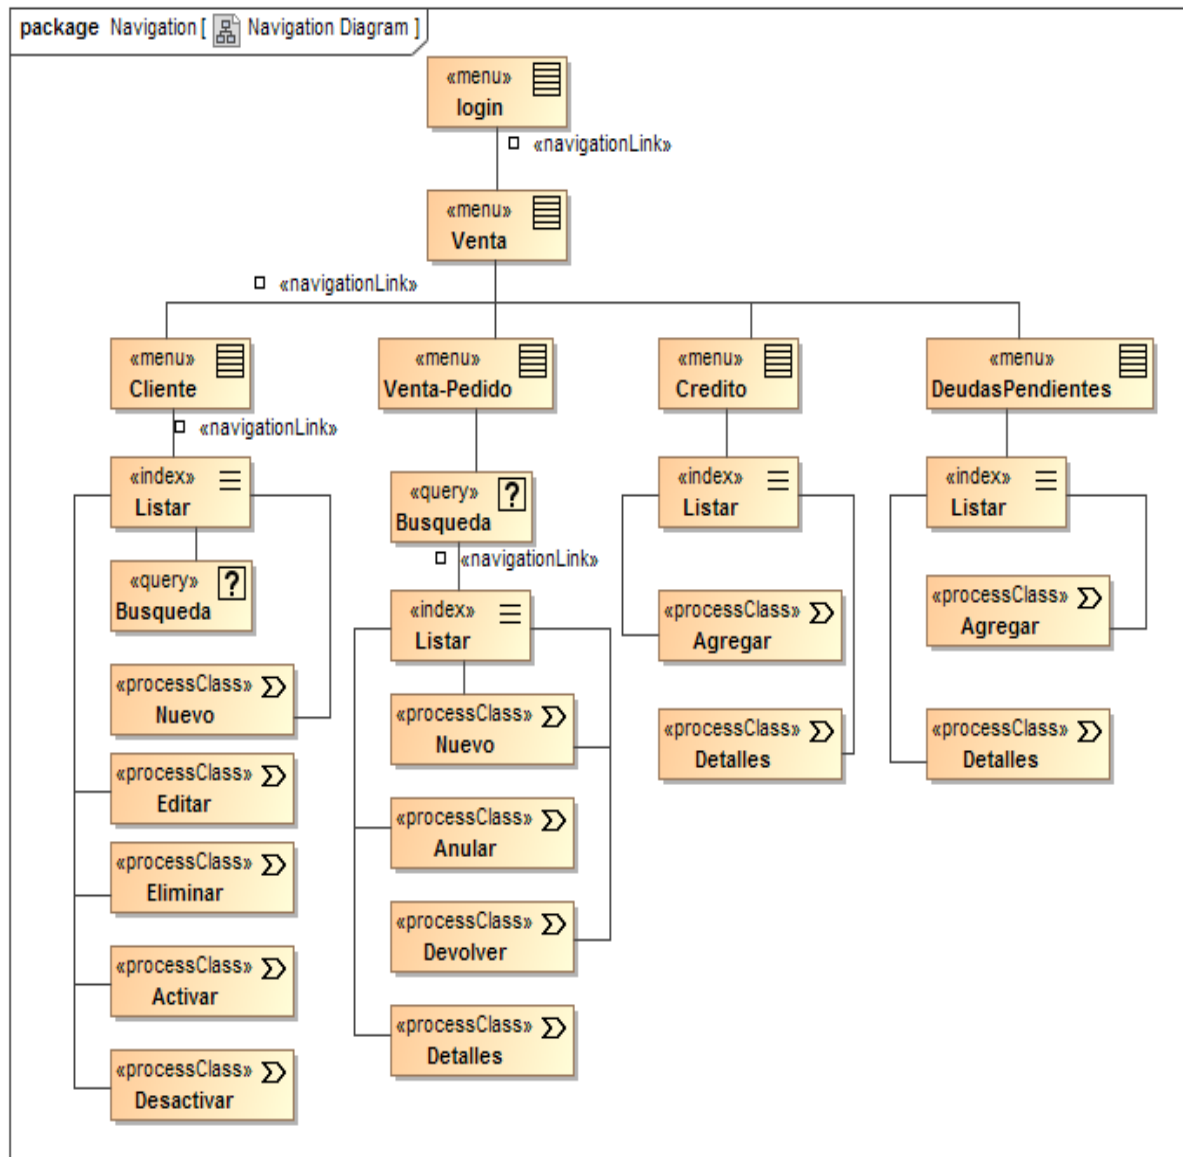 package Navigation [ Navigation Diagram ]
«menu»
login
«navigationLink»
«menu»
Venta
«navigationLink»
«menu»
Cliente
«navigationLink»
«index»
Listar
«query»
Busqueda
«processClass»
Nuevo
«processClass»
Editar
«processClass»
Eliminar
«processClass»
Activar
«processClass»
Desactivar
«menu»
Venta-Pedido
«query»
Busqueda
«navigationLink»
«index»
Listar
«processClass»
Nuevo
«processClass»
Anular
«processClass»
Devolver
«processClass»
Detalles
«menu»
Credito
«index»
Listar
«processClass»
Agregar
«processClass»
Detalles
«menu»
DeudasPendientes
«index»
Listar
«processClass»
Agregar
«processClass»
Detalles